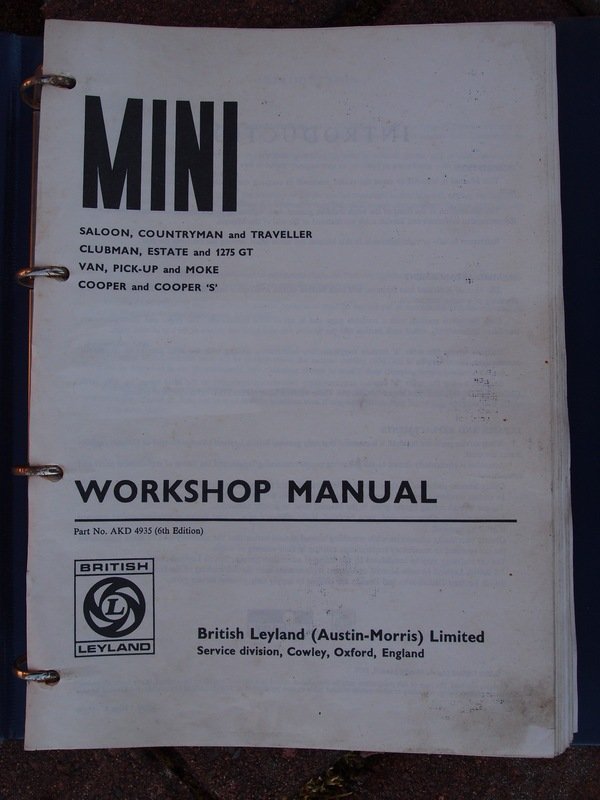 MINI
SALOON, COUNTRYMAN and TRAVELLER
CLUBMAN, ESTATE and 1275 GT
VAN, PICK-UP and MOKE
COOPER and COOPER 'S'
WORKSHOP MANUAL
Part No. AKD 4935 (6th Edition)
BRITISH
L
LEYLAND
British Leyland (Austin-Morris) Limited
Service division, Cowley, Oxford, England